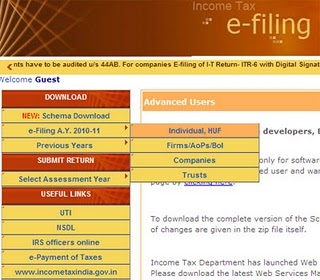 Income Tax
e-filing
nts have to be audited u/s 44AB. For companies E-filing of I-T Return- ITR-6 with Digital Signat
Welcome Guest
DOWNLOAD
NEW: Schema Download
e-Filing A.Y. 2010-11
Previous Years
SUBMIT RETURN
Select Assessment Year
USEFUL LINKS
UTI
NSDL
IRS officers online
e-Payment of Taxes
www.incometaxindia.gov.in
Individual, HUF
Firms/AoPs/BoI
Companies
Trusts
Advanced Users
developers, E
only for softwar
ed user and wan
page by clicking here.
To download the complete version of the Sc
of changes are given in the zip file itself.
Income Tax Department has launched Web
Please download the latest Web Services Ma